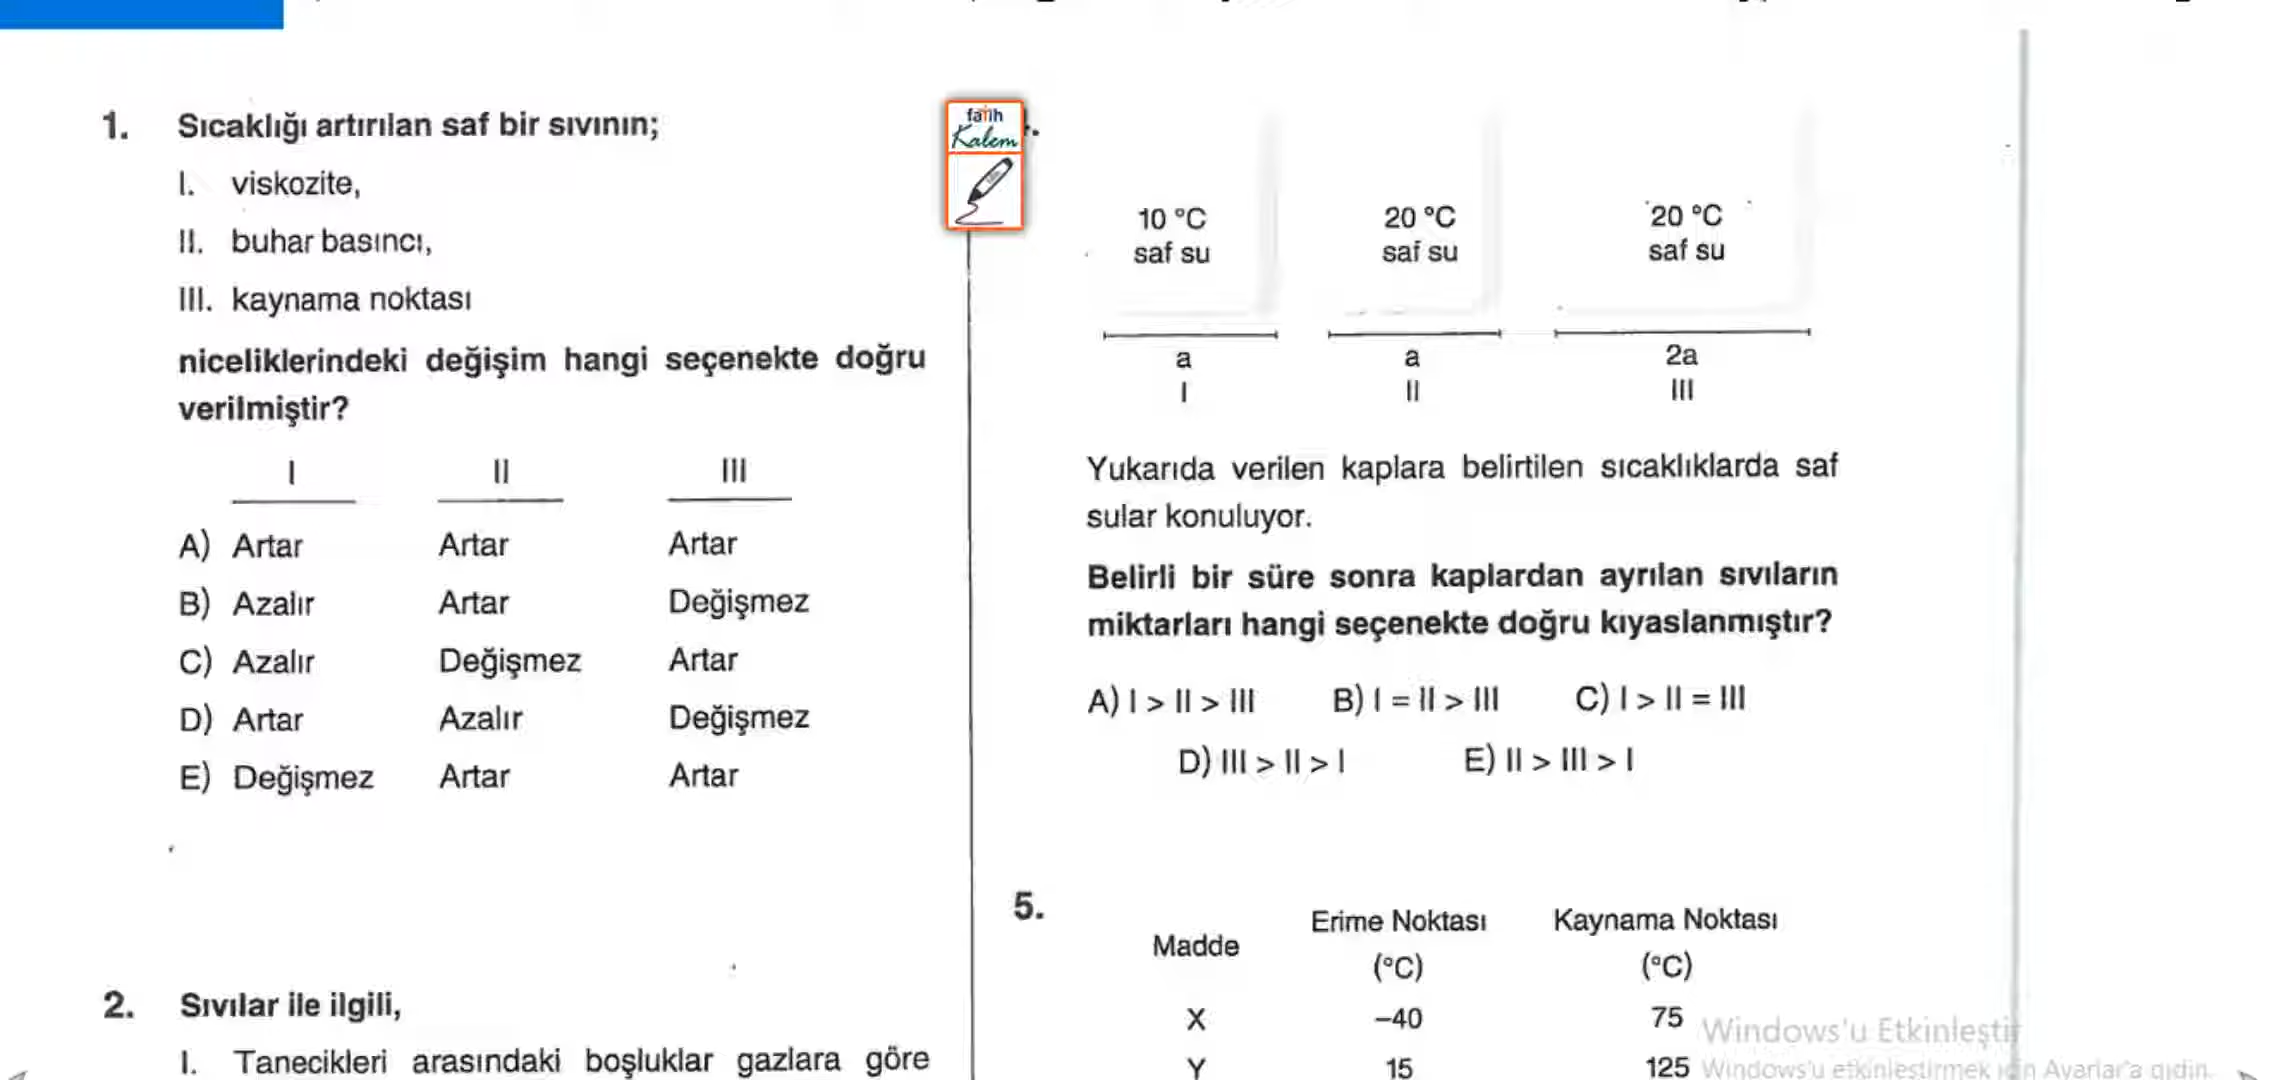 1. Sıcaklığı artırılan saf bir sıvının;
I. viskozite,
II. buhar basıncı,
III. kaynama noktası
niceliklerindeki değişim hangi seçenekte doğru
verilmiştir?
I II III
A) Artar Artar Artar
B) Azalır Artar Değişmez
C) Azalır Değişmez Artar
D) Artar Azalır Değişmez
E) Değişmez Artar Artar
2. Sıvılar ile ilgili,
I. Tanecikleri arasındaki boşluklar gazlara göre
fatih
Kalem
10 °C 20 °C 20 °C
saf su saf su saf su
a a 2a
I II III
Yukarıda verilen kaplara belirtilen sıcaklıklarda saf
sular konuluyor.
Belirli bir süre sonra kaplardan ayrılan sıvıların
miktarları hangi seçenekte doğru kıyaslanmıştır?
A) I > II > III B) I = II > III C) I > II = III
D) III > II > I E) II > III > I
5.
Madde Erime Noktası Kaynama Noktası
(°C) (°C)
X –40 75
Y 15 125
Windows'u Etkinleştir
Windows'u etkinleştirmek için Ayarlar'a gidin.